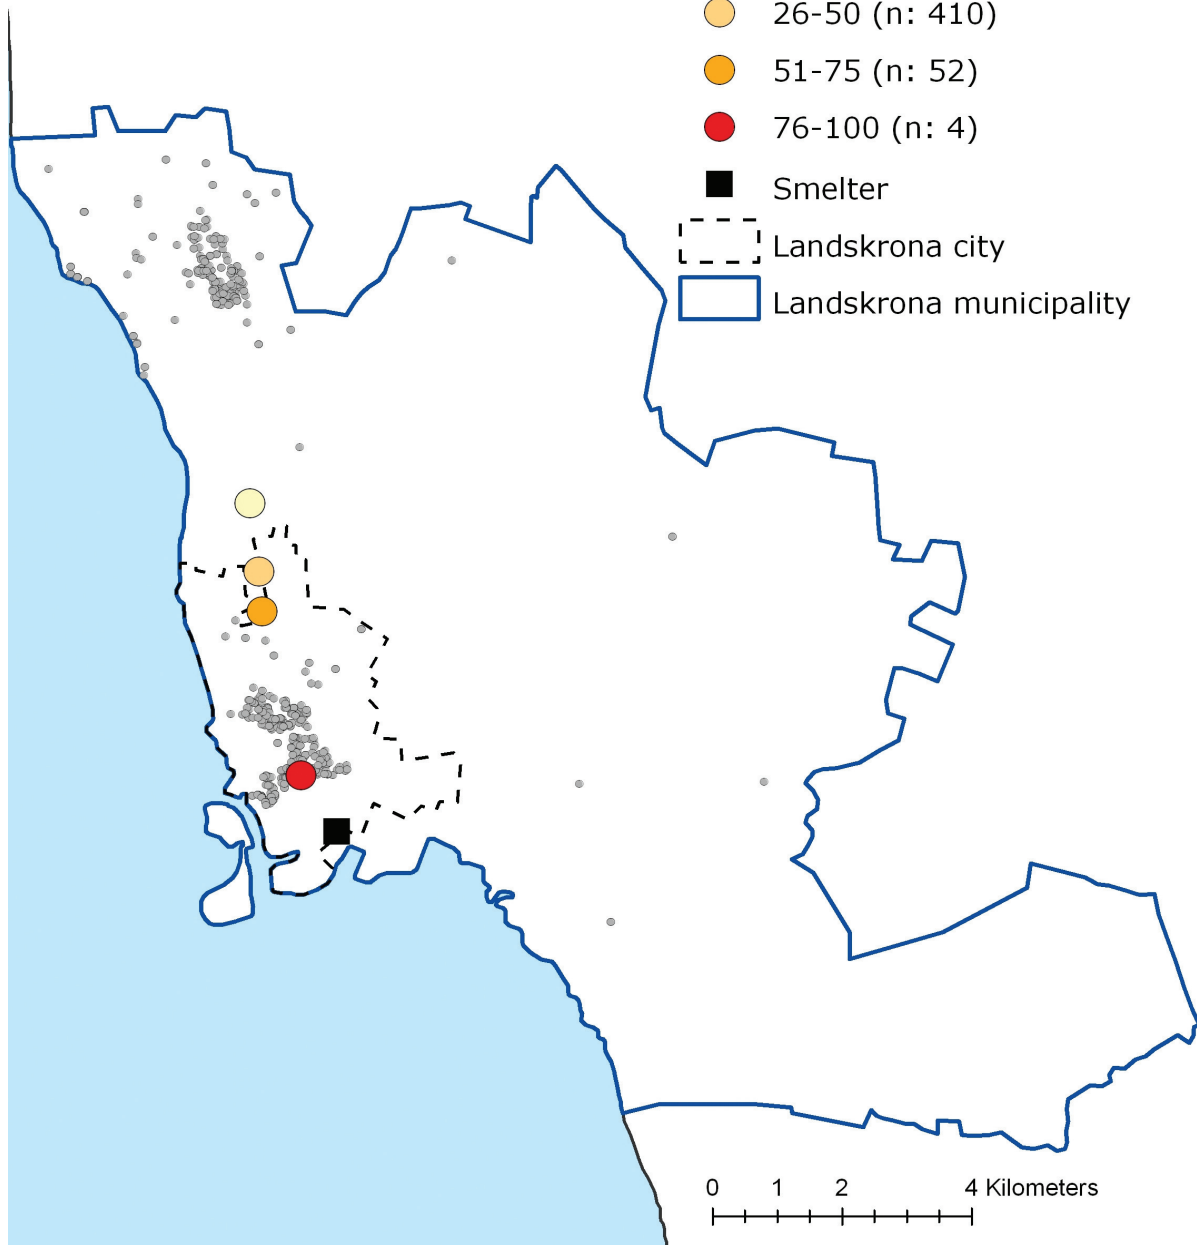 26-50 (n: 410)
51-75 (n: 52)
76-100 (n: 4)
Smelter
Landskrona city
Landskrona municipality
0 1 2 4 Kilometers